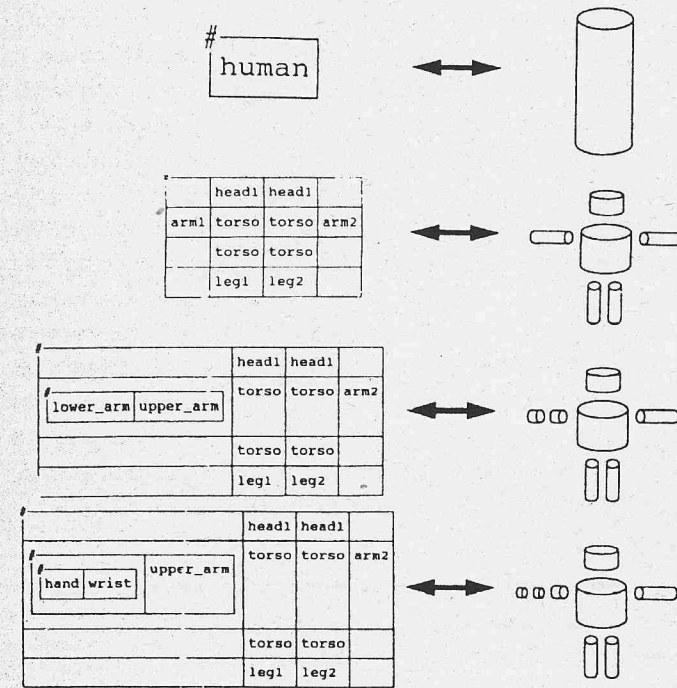 #
human
head1 head1
arm1 torso torso arm2
torso torso
leg1 leg2
#
head1 head1
#
lower_arm upper_arm torso torso arm2
torso torso
leg1 leg2
#
head1 head1
#
upper_arm torso torso arm2
#
hand wrist
torso torso
leg1 leg2